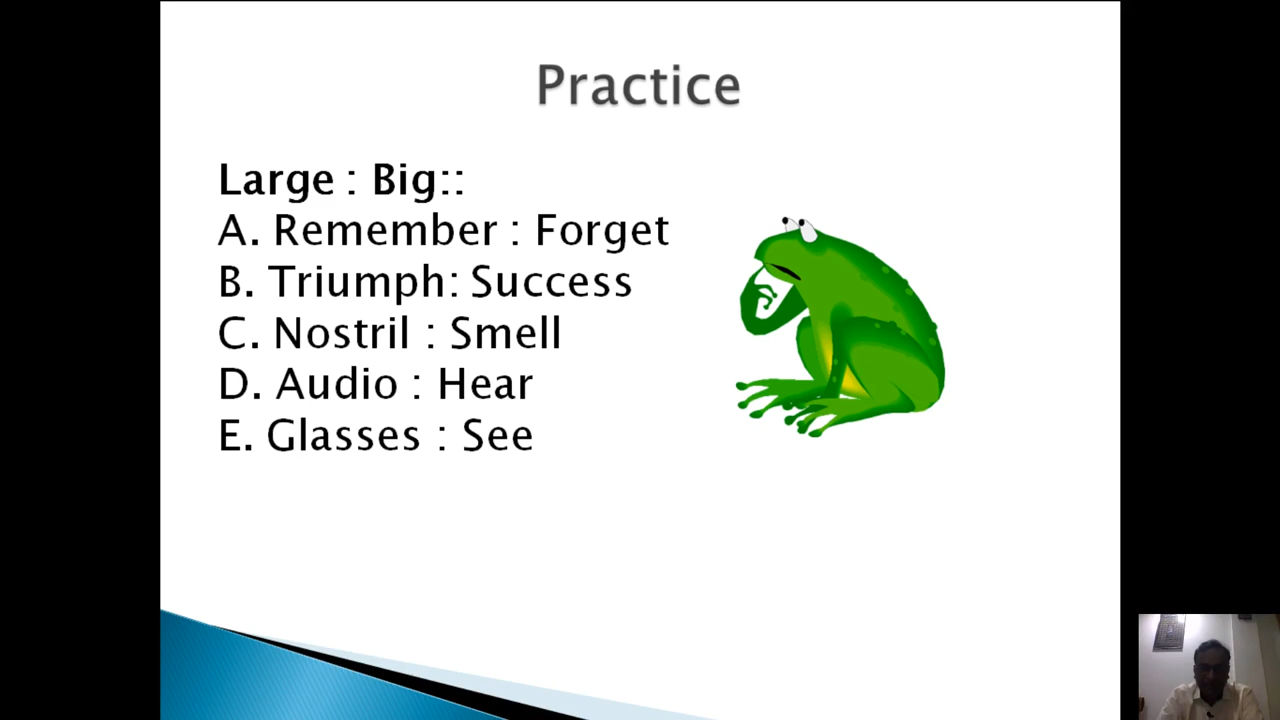 Practice
Large : Big::
A. Remember : Forget
B. Triumph: Success
C. Nostril : Smell
D. Audio : Hear
E. Glasses : See